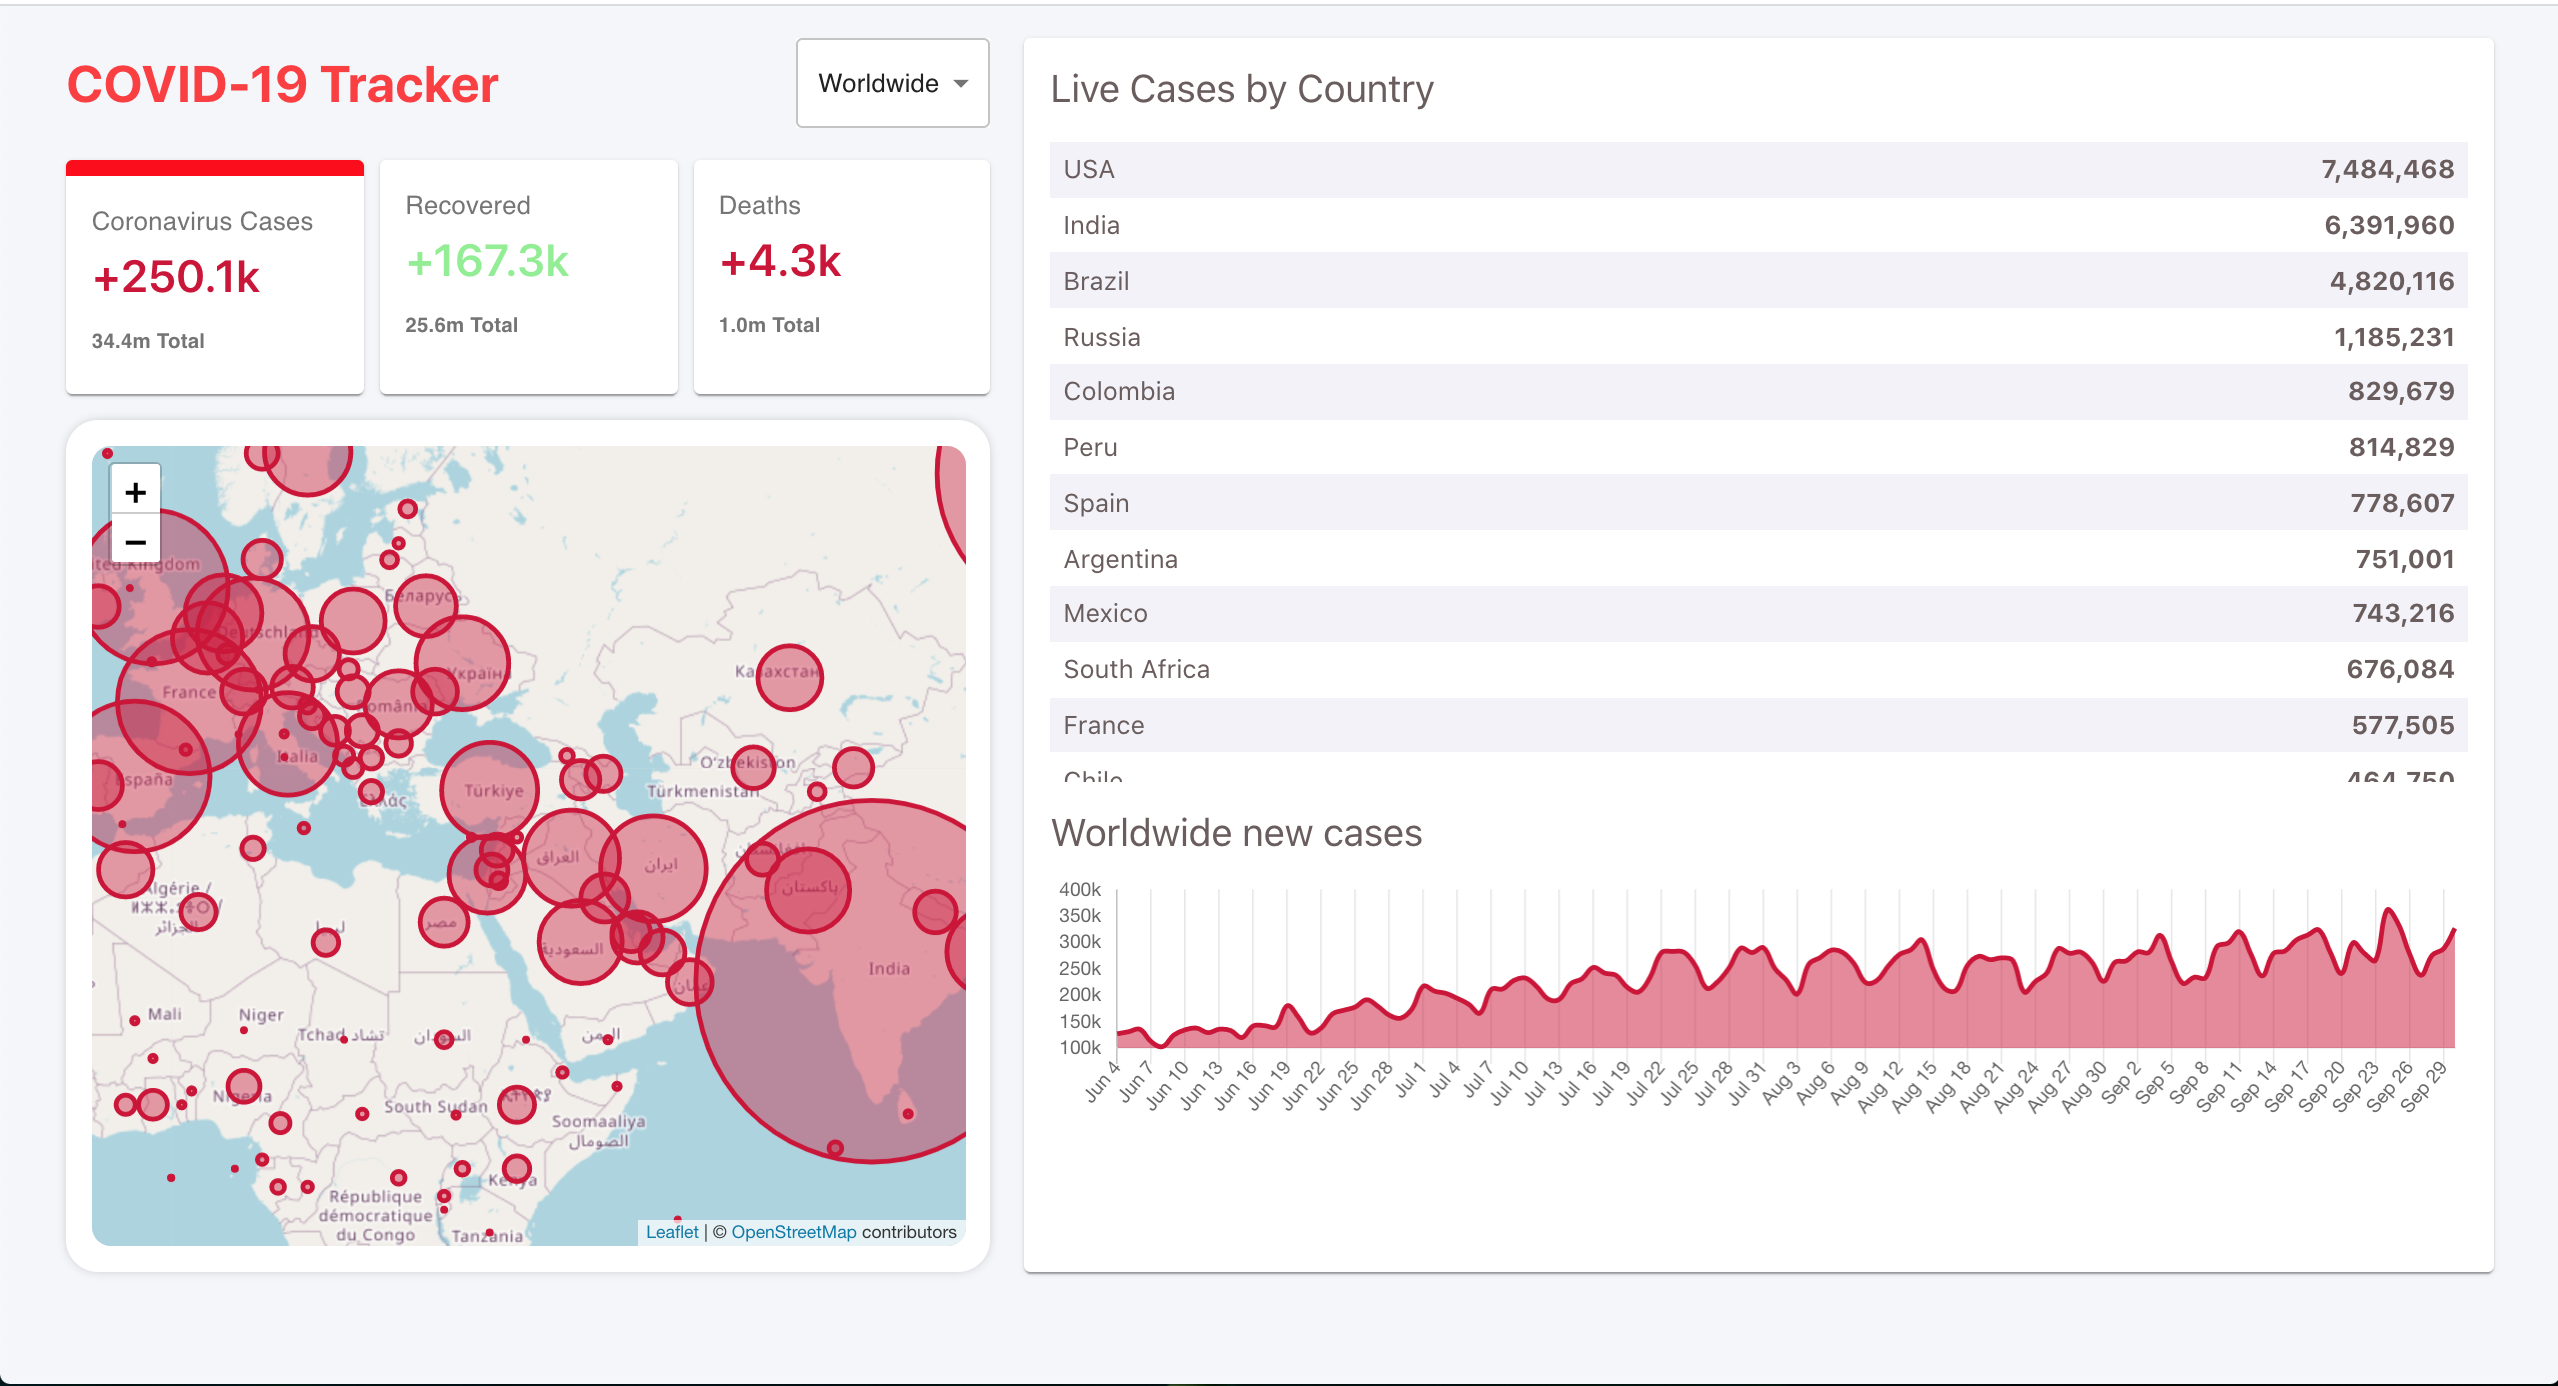 COVID-19 Tracker
Worldwide
Coronavirus Cases
+250.1k
34.4m Total
Recovered
+167.3k
25.6m Total
Deaths
+4.3k
1.0m Total
+
−
Kingdom
Беларусь
Deutschland
France
Україна
România
Казахстан
Italia
España
Türkiye
Oʻzbekiston
Türkmenistan
Ελλάς
العراق
ایران
پاکستان
Algérie /
الجزائر
ليبيا
مصر
السعودية
عمان
India
Mali
Niger
Tchad تشاد
السودان
اليمن
Nigeria
South Sudan
Soomaaliya
الصومال
Kenya
République
démocratique
du Congo
Tanzania
Leaflet | © OpenStreetMap contributors
Live Cases by Country
USA 7,484,468
India 6,391,960
Brazil 4,820,116
Russia 1,185,231
Colombia 829,679
Peru 814,829
Spain 778,607
Argentina 751,001
Mexico 743,216
South Africa 676,084
France 577,505
Chile 464,750
Worldwide new cases
400k
350k
300k
250k
200k
150k
100k
Jun 4 Jun 7 Jun 10 Jun 13 Jun 16 Jun 19 Jun 22 Jun 25 Jun 28 Jul 1 Jul 4 Jul 7 Jul 10 Jul 13 Jul 16 Jul 19 Jul 22 Jul 25 Jul 28 Jul 31 Aug 3 Aug 6 Aug 9 Aug 12 Aug 15 Aug 18 Aug 21 Aug 24 Aug 27 Aug 30 Sep 2 Sep 5 Sep 8 Sep 11 Sep 14 Sep 17 Sep 20 Sep 23 Sep 26 Sep 29